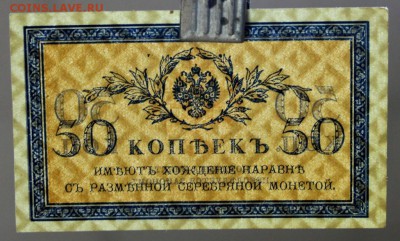 COINS.LAVE.RU
50 КОПѢЕКЪ 50
ИМѢЮТЪ ХОЖДЕНІЕ НАРАВНѢ
СЪ РАЗМѢННОЙ СЕРЕБРЯНОЙ МОНЕТОЙ.